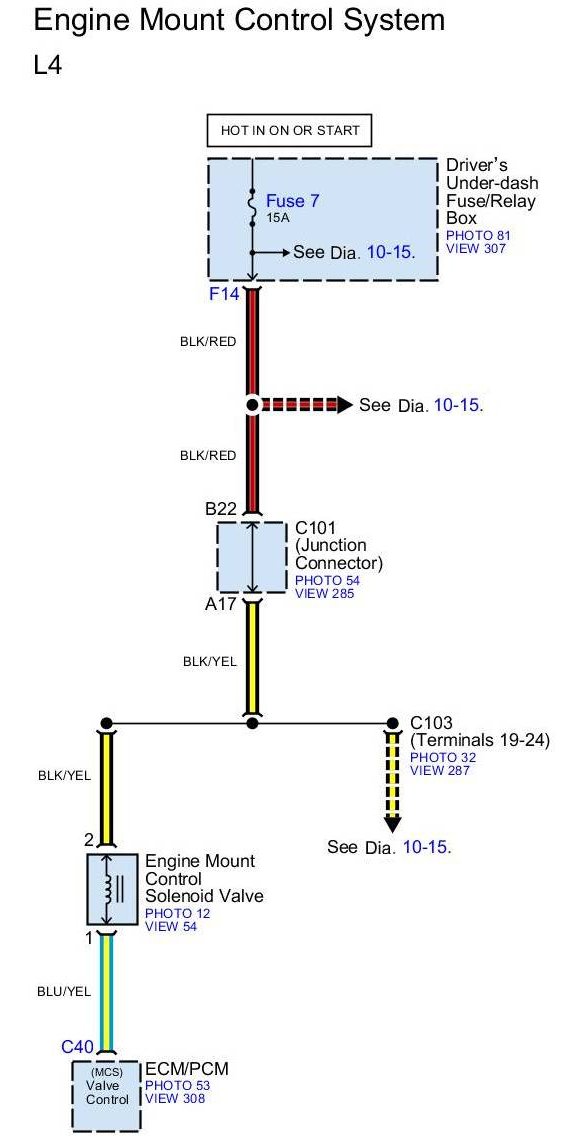 Engine Mount Control System
L4
HOT IN ON OR START
Driver's
Under-dash
Fuse/Relay
Box
PHOTO 81
VIEW 307
Fuse 7
15A
See Dia. 10-15.
F14
BLK/RED
See Dia. 10-15.
BLK/RED
B22
C101
(Junction
Connector)
PHOTO 54
VIEW 285
A17
BLK/YEL
C103
(Terminals 19-24)
PHOTO 32
VIEW 287
BLK/YEL
See Dia. 10-15.
2
Engine Mount
Control
Solenoid Valve
PHOTO 12
VIEW 54
1
BLU/YEL
C40
(MCS)
Valve
Control
ECM/PCM
PHOTO 53
VIEW 308